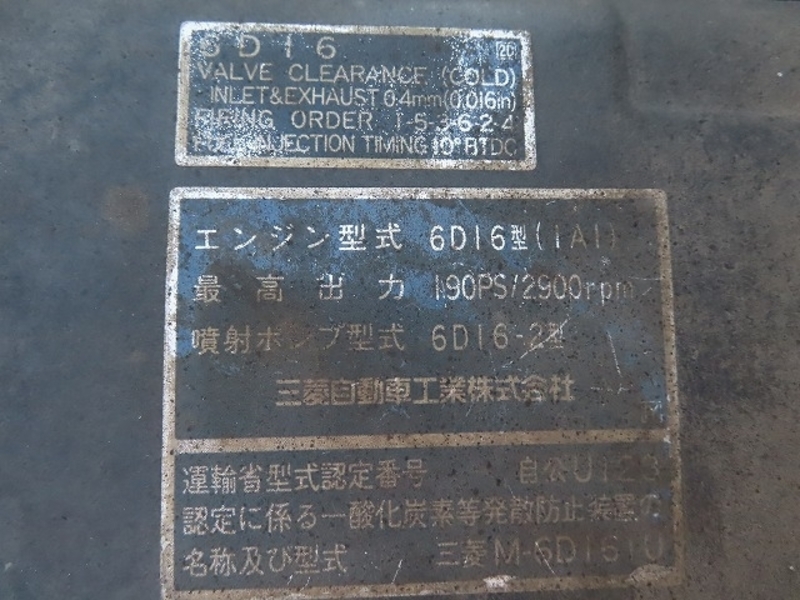 6D16 2C
VALVE CLEARANCE (COLD)
INLET&EXHAUST 0.4mm(0.016in)
FIRING ORDER 1-5-3-6-2-4
INJECTION TIMING 10° BTDC
エンジン型式 6D16型(1A1)
最高出力 190PS/2900rpm
噴射ポンプ型式 6D16-2型
三菱自動車工業株式会社
運輸省型式認定番号 自公
認定に係る一酸化炭素等発散防止装置の
名称及び型式 三菱 M-6D161U